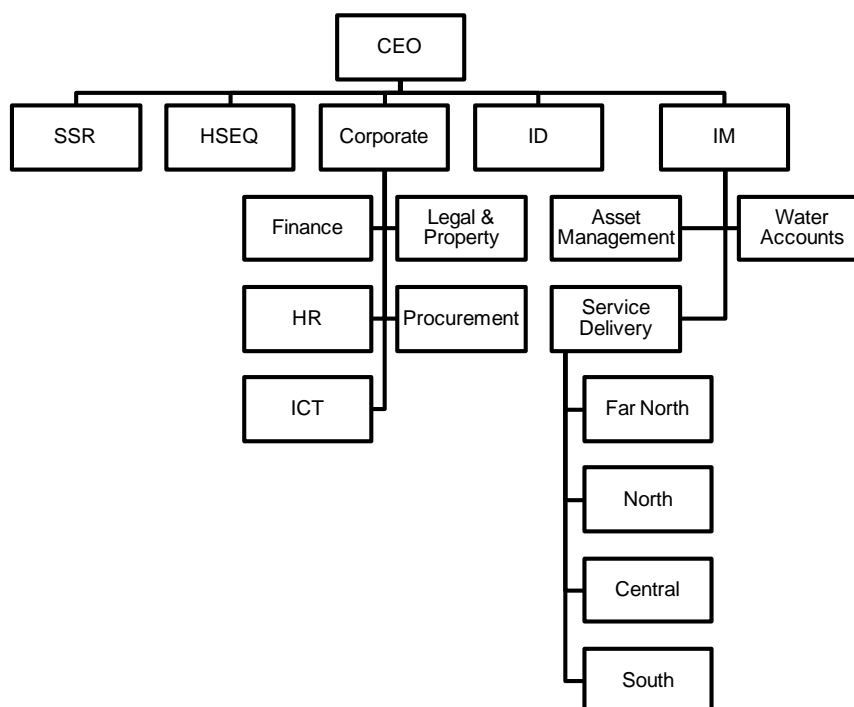 CEO
SSR
HSEQ
Corporate
ID
IM
Finance
Legal &
Property
Asset
Management
Water
Accounts
HR
Procurement
Service
Delivery
ICT
Far North
North
Central
South